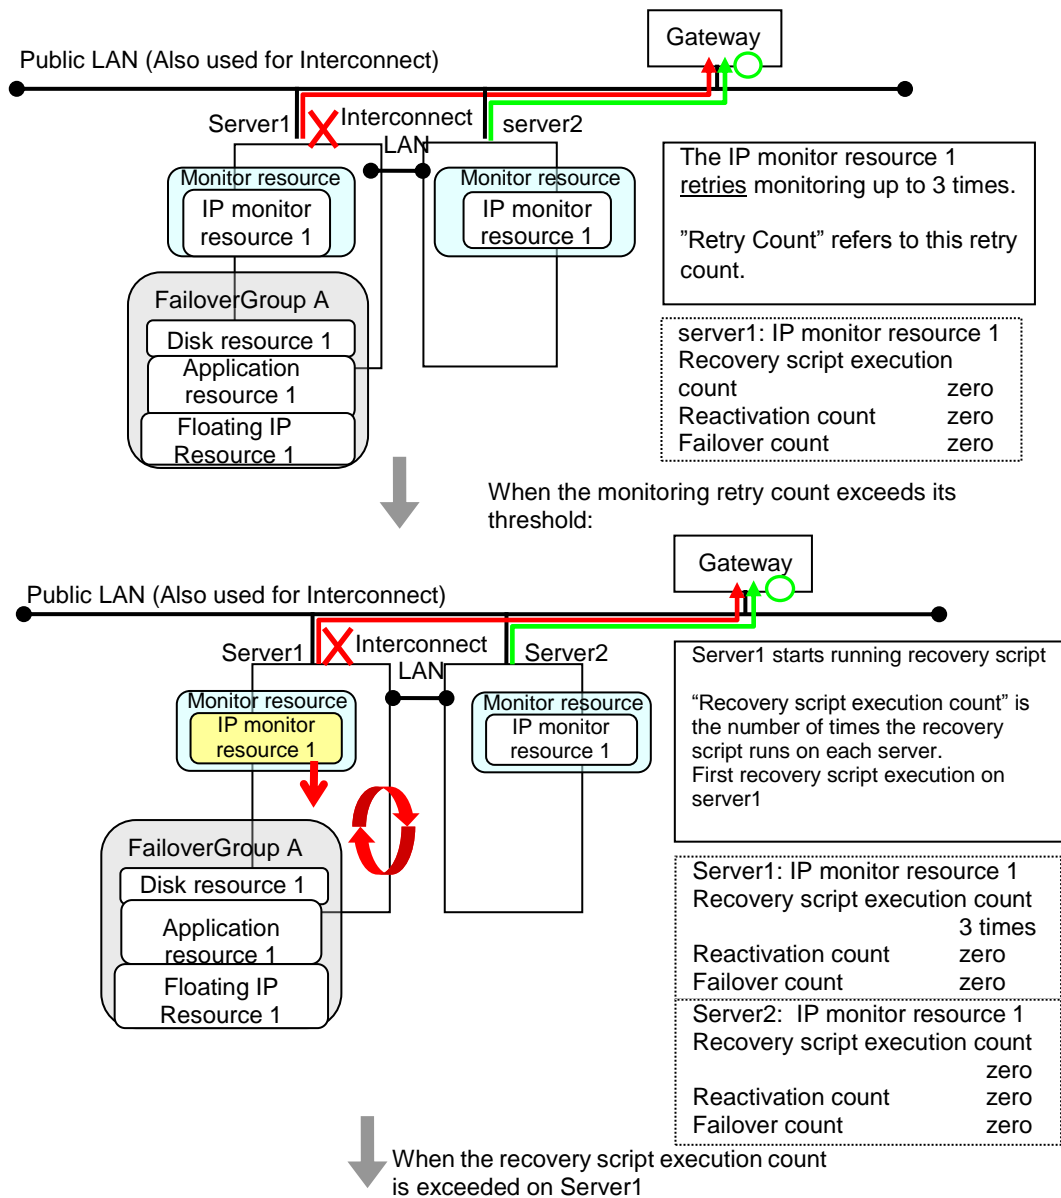 Gateway
Public LAN (Also used for Interconnect)
Server1
Interconnect
LAN
server2
Monitor resource
IP monitor
resource 1
Monitor resource
IP monitor
resource 1
The IP monitor resource 1
retries monitoring up to 3 times.
”Retry Count” refers to this retry
count.
FailoverGroup A
Disk resource 1
Application
resource 1
Floating IP
Resource 1
server1: IP monitor resource 1
Recovery script execution
count zero
Reactivation count zero
Failover count zero
When the monitoring retry count exceeds its
threshold:
Gateway
Public LAN (Also used for Interconnect)
Server1
Interconnect
LAN
Server2
Monitor resource
IP monitor
resource 1
Monitor resource
IP monitor
resource 1
Server1 starts running recovery script
“Recovery script execution count” is
the number of times the recovery
script runs on each server.
First recovery script execution on
server1
FailoverGroup A
Disk resource 1
Application
resource 1
Floating IP
Resource 1
Server1: IP monitor resource 1
Recovery script execution count
3 times
Reactivation count zero
Failover count zero
Server2: IP monitor resource 1
Recovery script execution count
zero
Reactivation count zero
Failover count zero
When the recovery script execution count
is exceeded on Server1